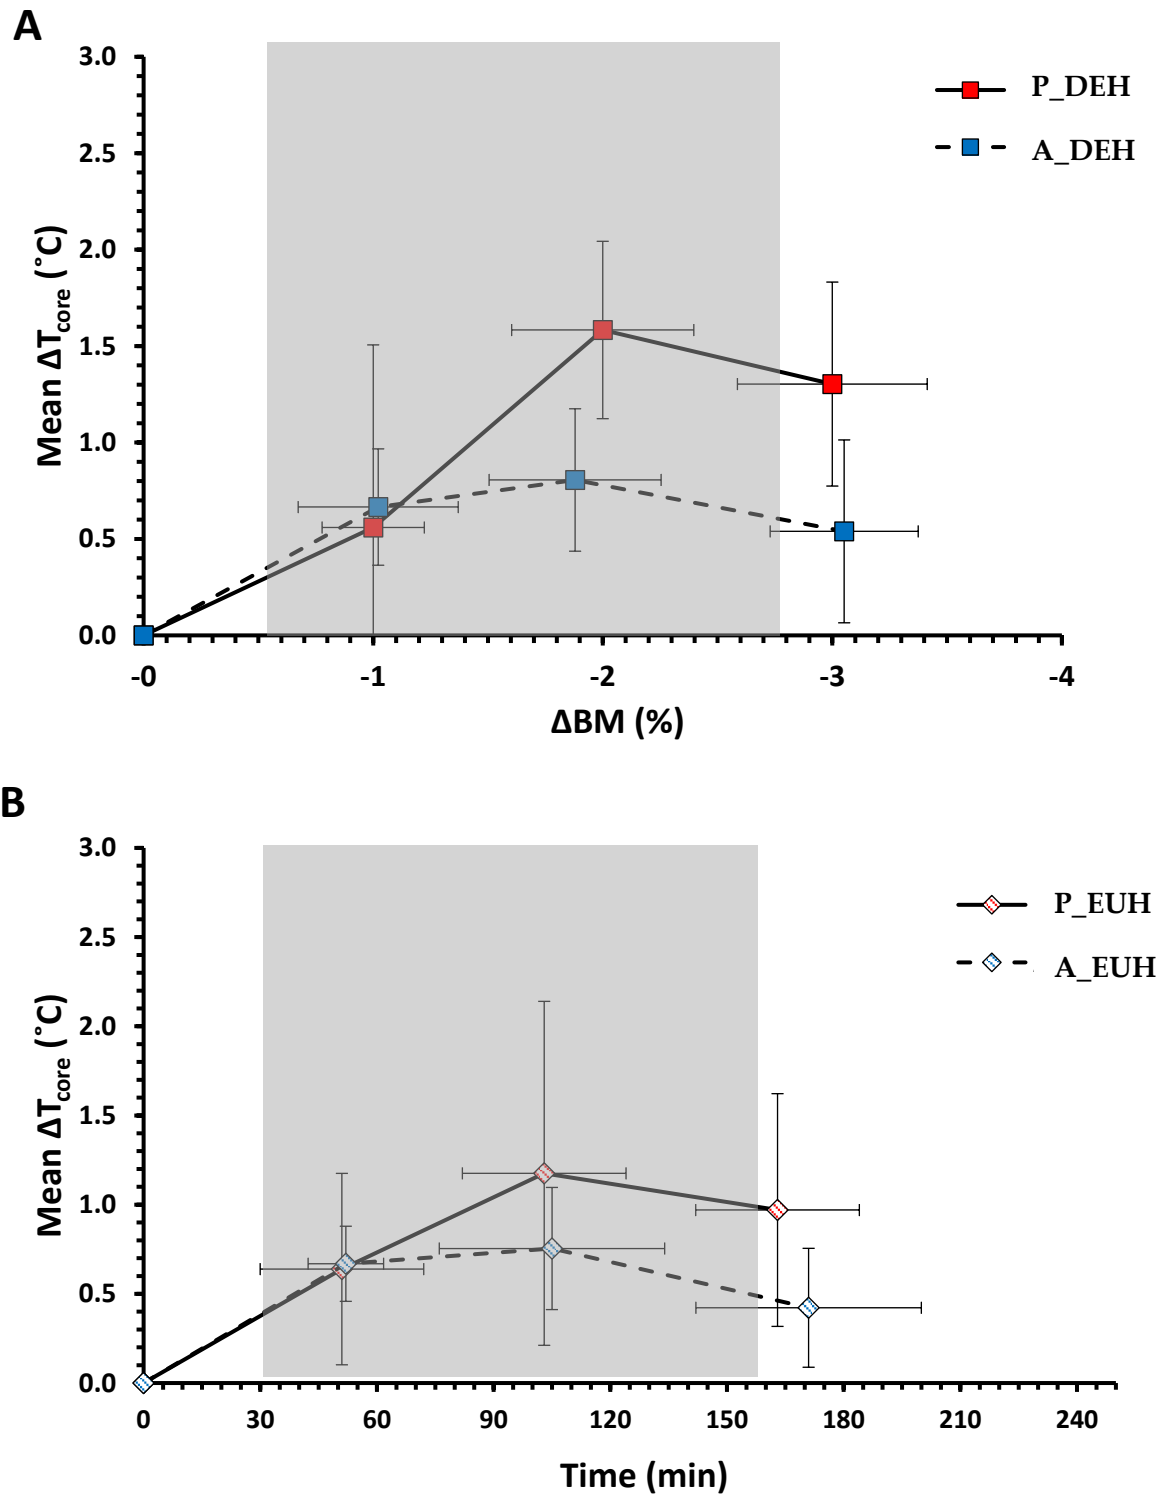 A
3.0
2.5
2.0
1.5
1.0
0.5
0.0
Mean ΔTcore (˚C)
P_DEH
A_DEH
-0 -1 -2 -3 -4
ΔBM (%)
B
3.0
2.5
2.0
1.5
1.0
0.5
0.0
Mean ΔTcore (˚C)
P_EUH
A_EUH
0 30 60 90 120 150 180 210 240
Time (min)